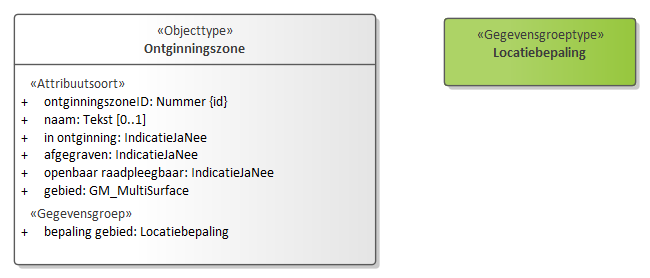 «Objecttype»
Ontginningszone
«Attribuutsoort»
+ ontginningszoneID: Nummer {id}
+ naam: Tekst [0..1]
+ in ontginning: IndicatieJaNee
+ afgegraven: IndicatieJaNee
+ openbaar raadpleegbaar: IndicatieJaNee
+ gebied: GM_MultiSurface
«Gegevensgroep»
+ bepaling gebied: Locatiebepaling
«Gegevensgroeptype»
Locatiebepaling